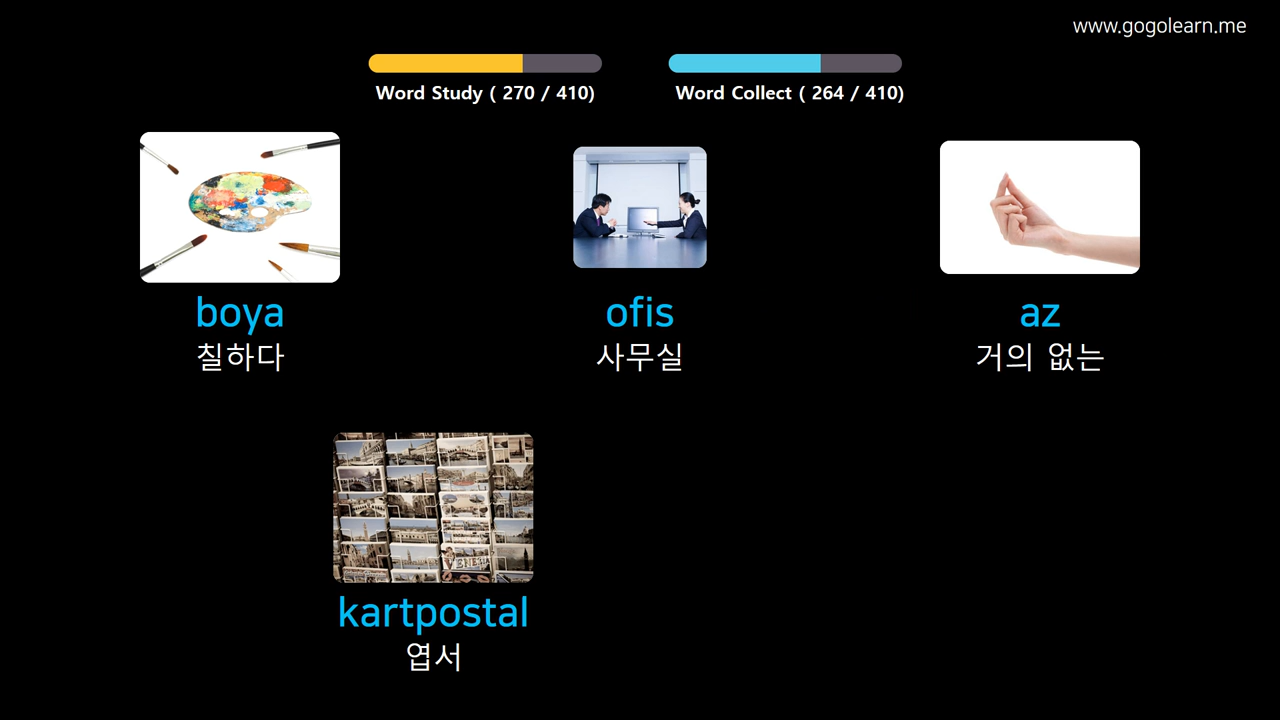 www.gogolearn.me
Word Study ( 270 / 410)
Word Collect ( 264 / 410)
boya
칠하다
ofis
사무실
az
거의 없는
VENEZIA
kartpostal
엽서